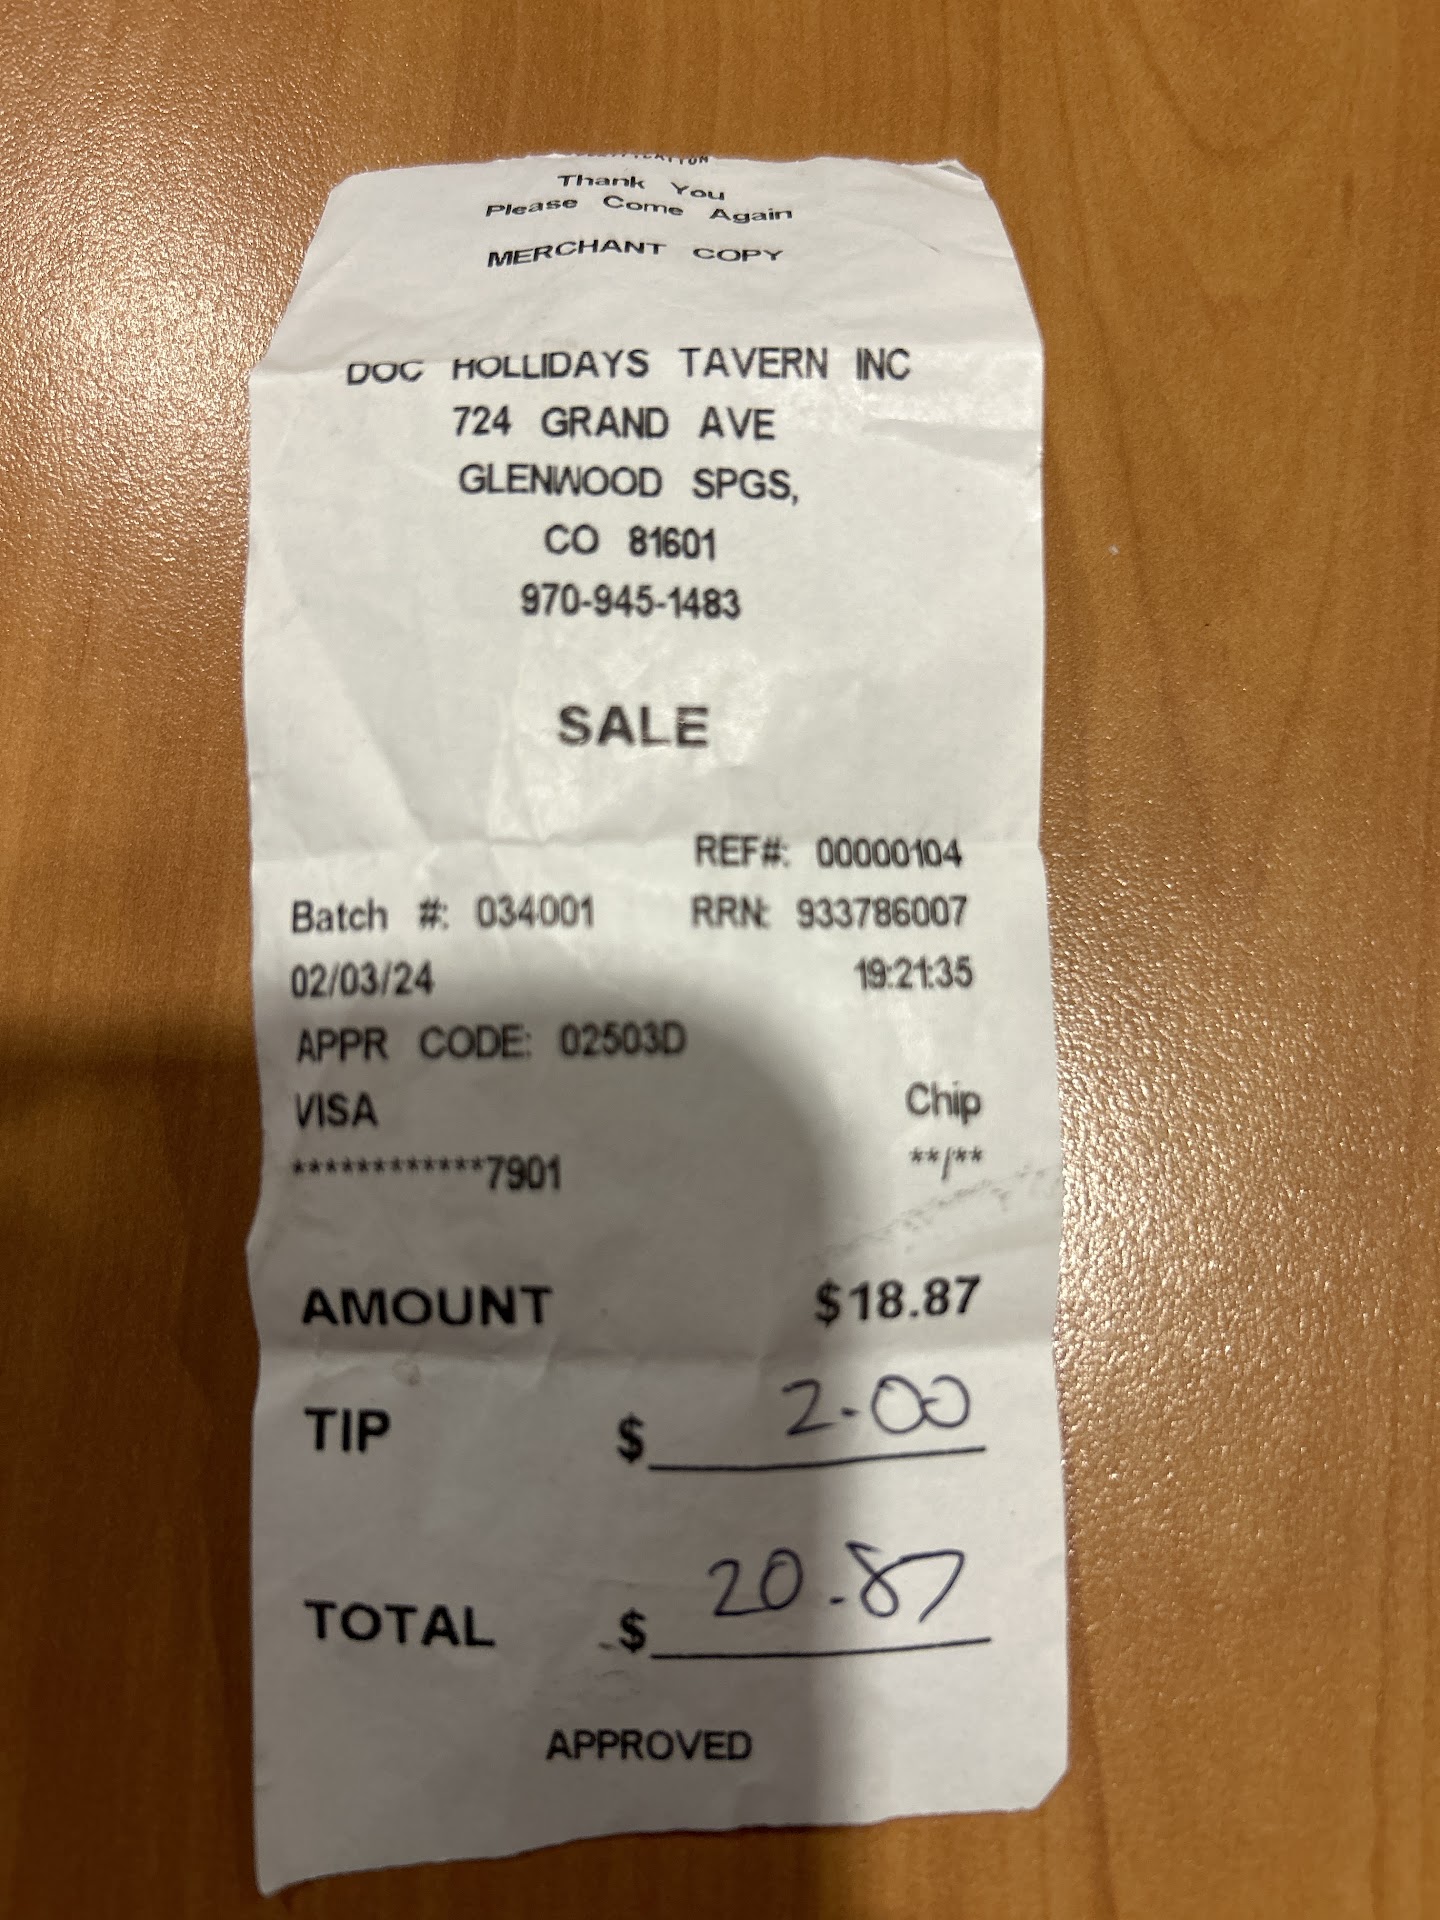 Thank You
Please Come Again
MERCHANT COPY
DOC HOLLIDAYS TAVERN INC
724 GRAND AVE
GLENWOOD SPGS,
CO 81601
970-945-1483
SALE
REF#: 00000104
Batch #: 034001 RRN: 933786007
02/03/24 19:21:35
APPR CODE: 02503D
VISA Chip
************7901 **/**
AMOUNT $18.87
TIP $ 2.00
TOTAL $ 20.87
APPROVED